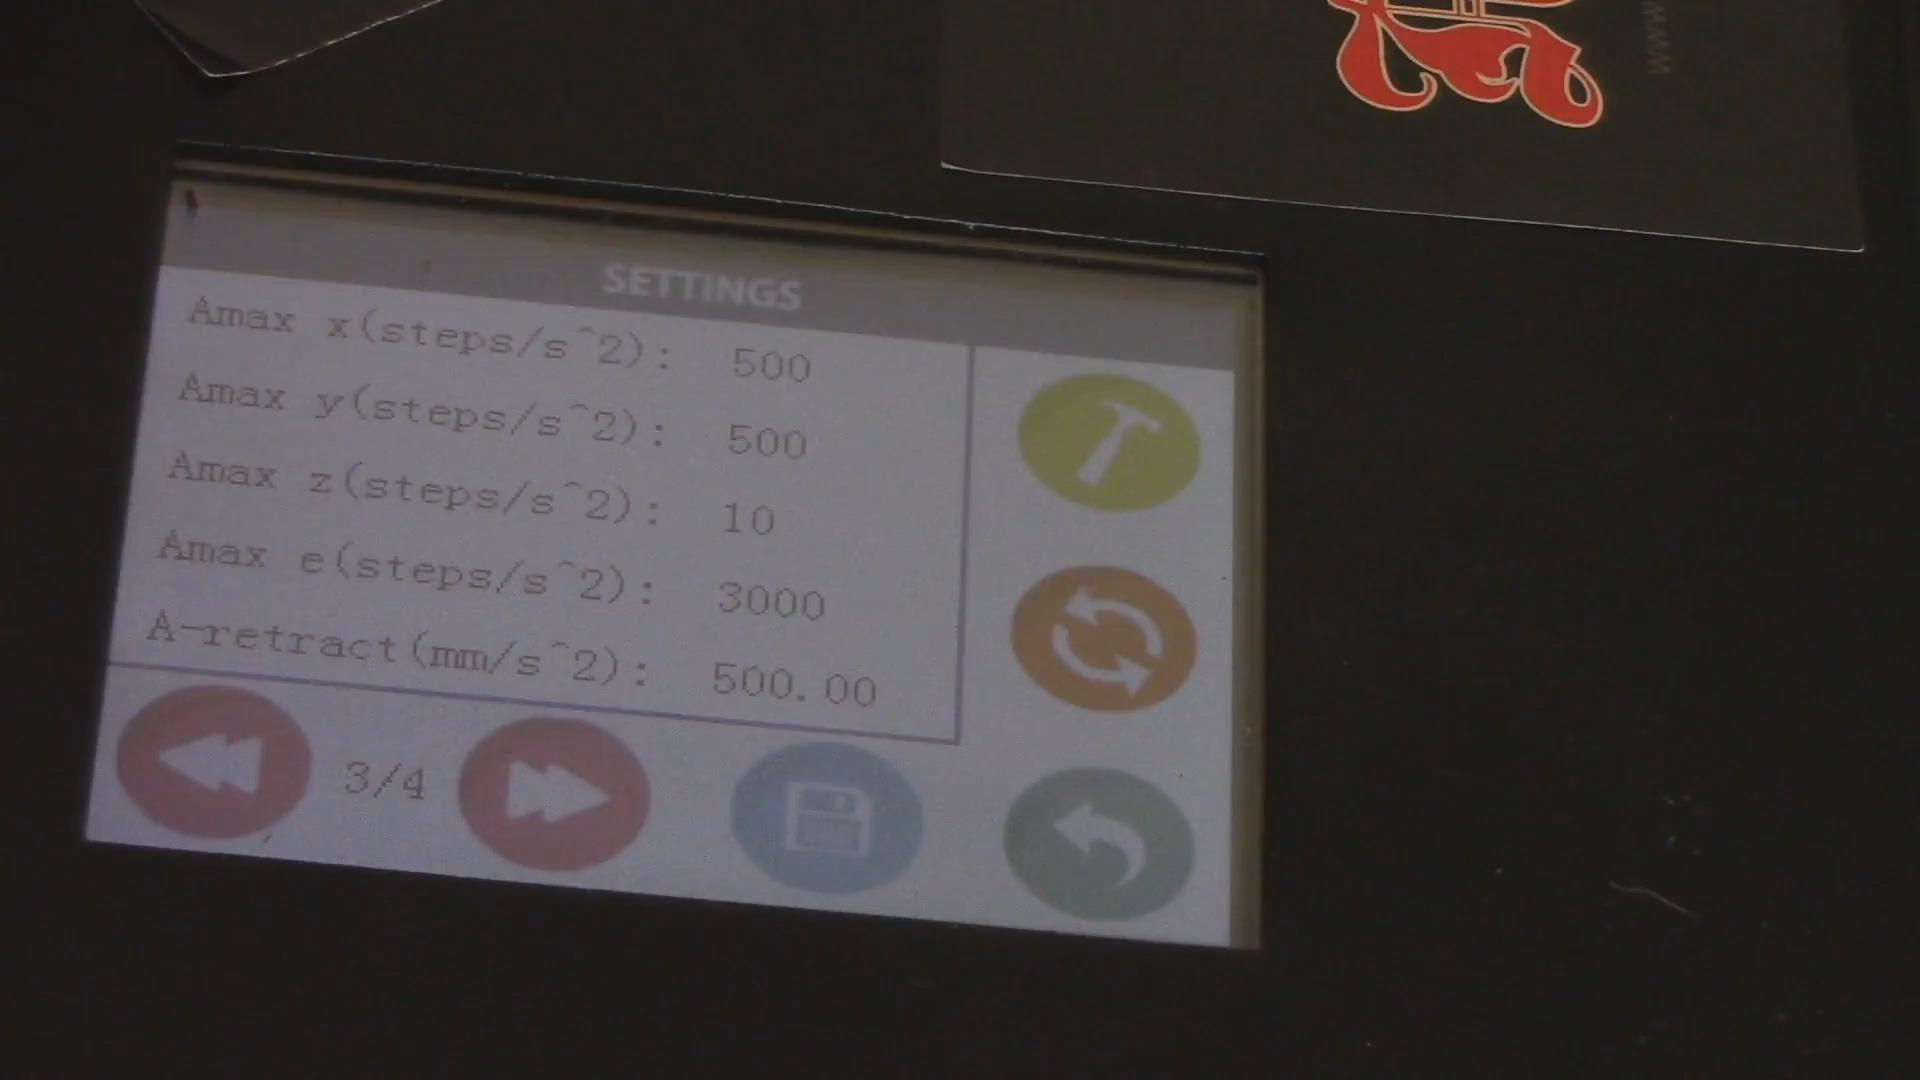 SETTINGS
Amax x(steps/s^2): 500
Amax y(steps/s^2): 500
Amax z(steps/s^2): 10
Amax e(steps/s^2): 3000
A-retract(mm/s^2): 500.00
3/4